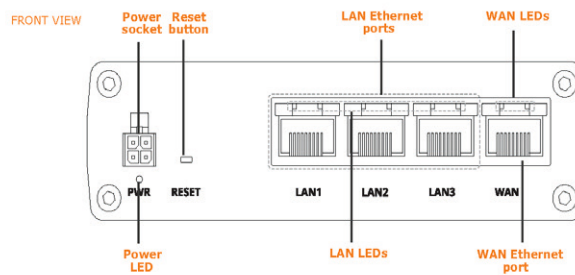 FRONT VIEW
Power
socket
Reset
button
LAN Ethernet
ports
WAN LEDs
PWR
RESET
LAN1
LAN2
LAN3
WAN
Power
LED
LAN LEDs
WAN Ethernet
port